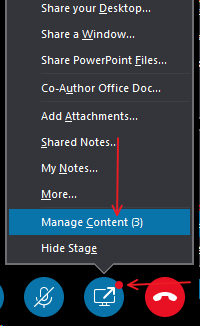 Share your Desktop...
Share a Window...
Share PowerPoint Files...
Co-Author Office Doc...
Add Attachments...
Shared Notes...
My Notes...
More...
Manage Content (3)
Hide Stage